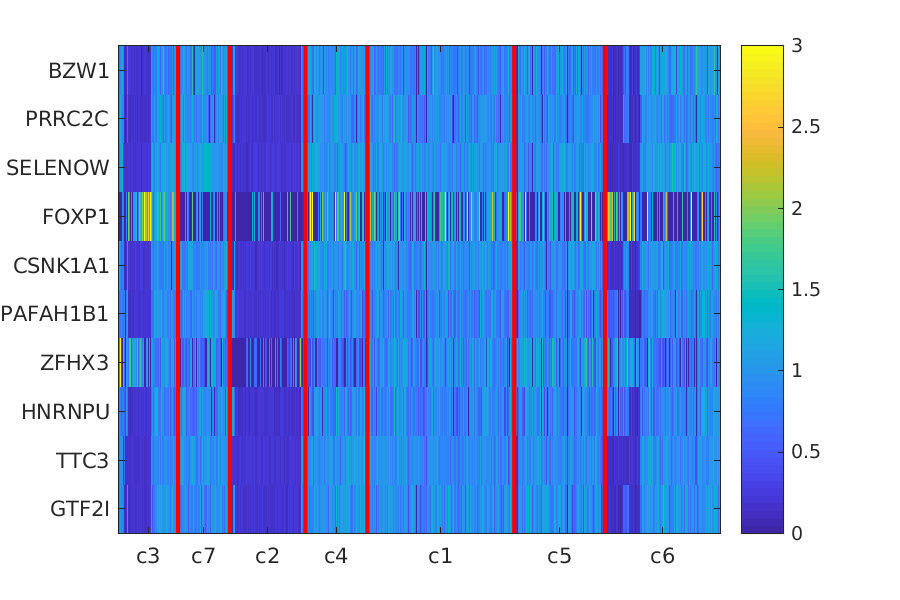 BZW1
PRRC2C
SELENOW
FOXP1
CSNK1A1
PAFAH1B1
ZFHX3
HNRNPU
TTC3
GTF2I
c3 c7 c2 c4 c1 c5 c6
3
2.5
2
1.5
1
0.5
0